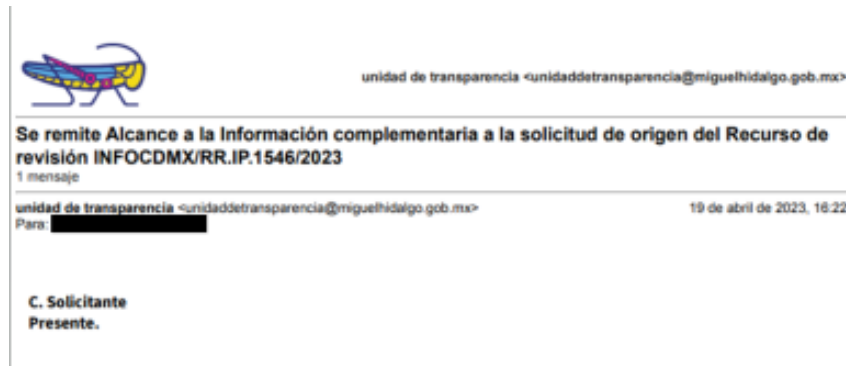 unidad de transparencia <unidaddetransparencia@miguelhidalgo.gob.mx>
Se remite Alcance a la Información complementaria a la solicitud de origen del Recurso de
revisión INFOCDMX/RR.IP.1546/2023
1 mensaje
unidad de transparencia <unidaddetransparencia@miguelhidalgo.gob.mx> 19 de abril de 2023, 16:22
Para:
C. Solicitante
Presente.